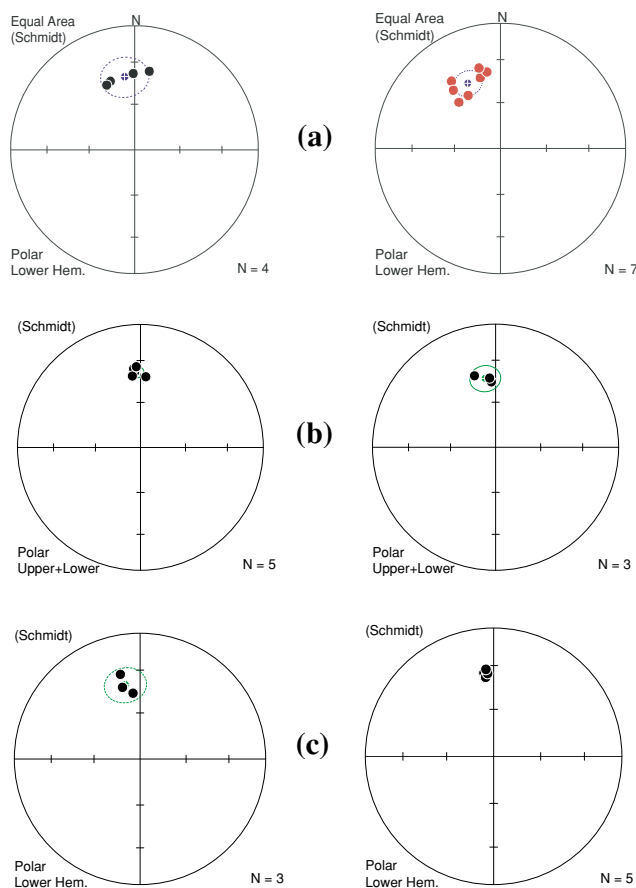 Equal Area
(Schmidt)
N
Polar
Lower Hem.
N = 4
(a)
Equal Area
(Schmidt)
N
Polar
Lower Hem.
N = 7
(Schmidt)
Polar
Upper+Lower
N = 5
(b)
(Schmidt)
Polar
Upper+Lower
N = 3
(Schmidt)
Polar
Lower Hem.
N = 3
(c)
(Schmidt)
Polar
Lower Hem.
N = 5